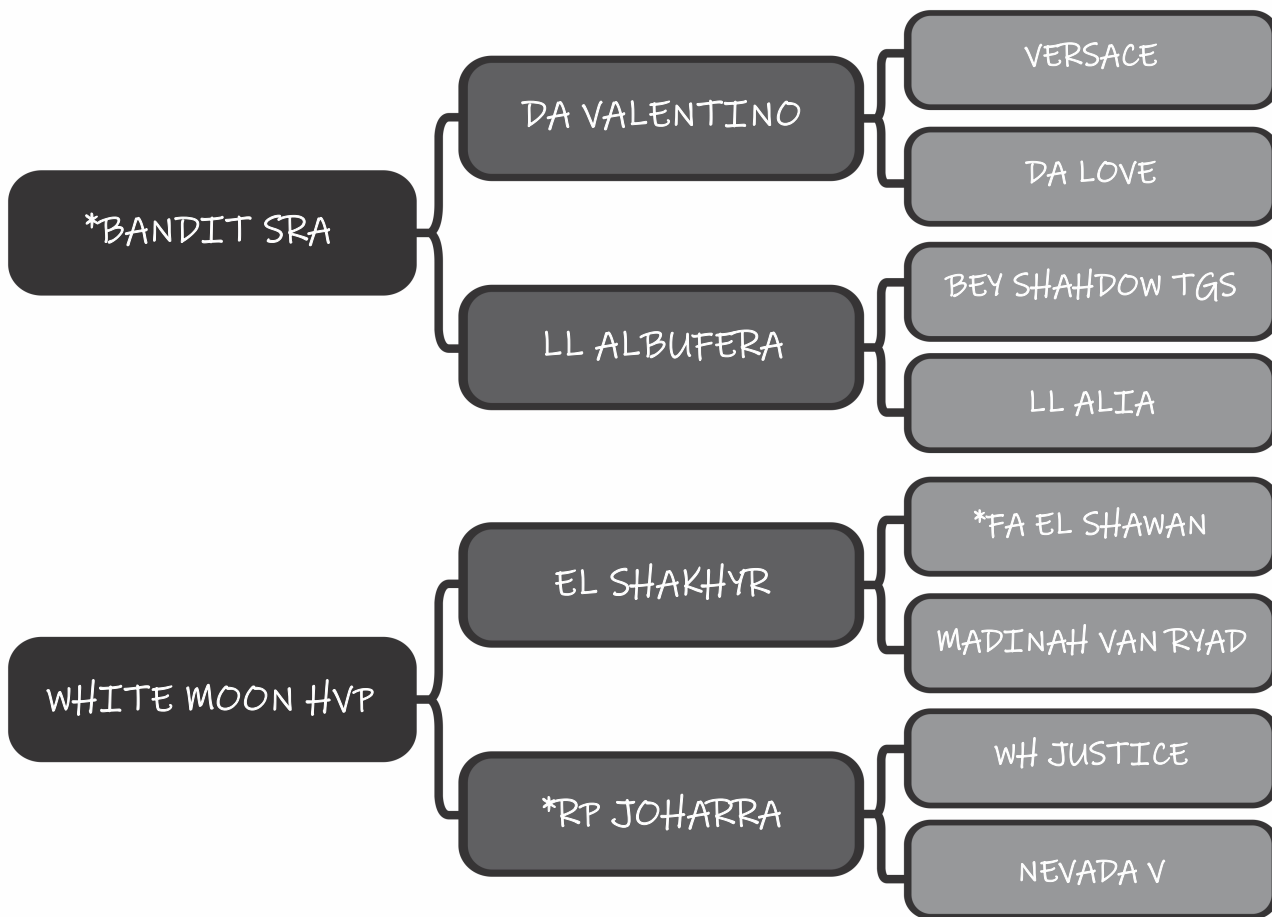 *BANDIT SRA
DA VALENTINO
LL ALBUFERA
VERSACE
DA LOVE
BEY SHAHDOW TGS
LL ALIA
WHITE MOON HVP
EL SHAKHYR
*RP JOHARRA
*FA EL SHAWAN
MADINAH VAN RYAD
WH JUSTICE
NEVADA V